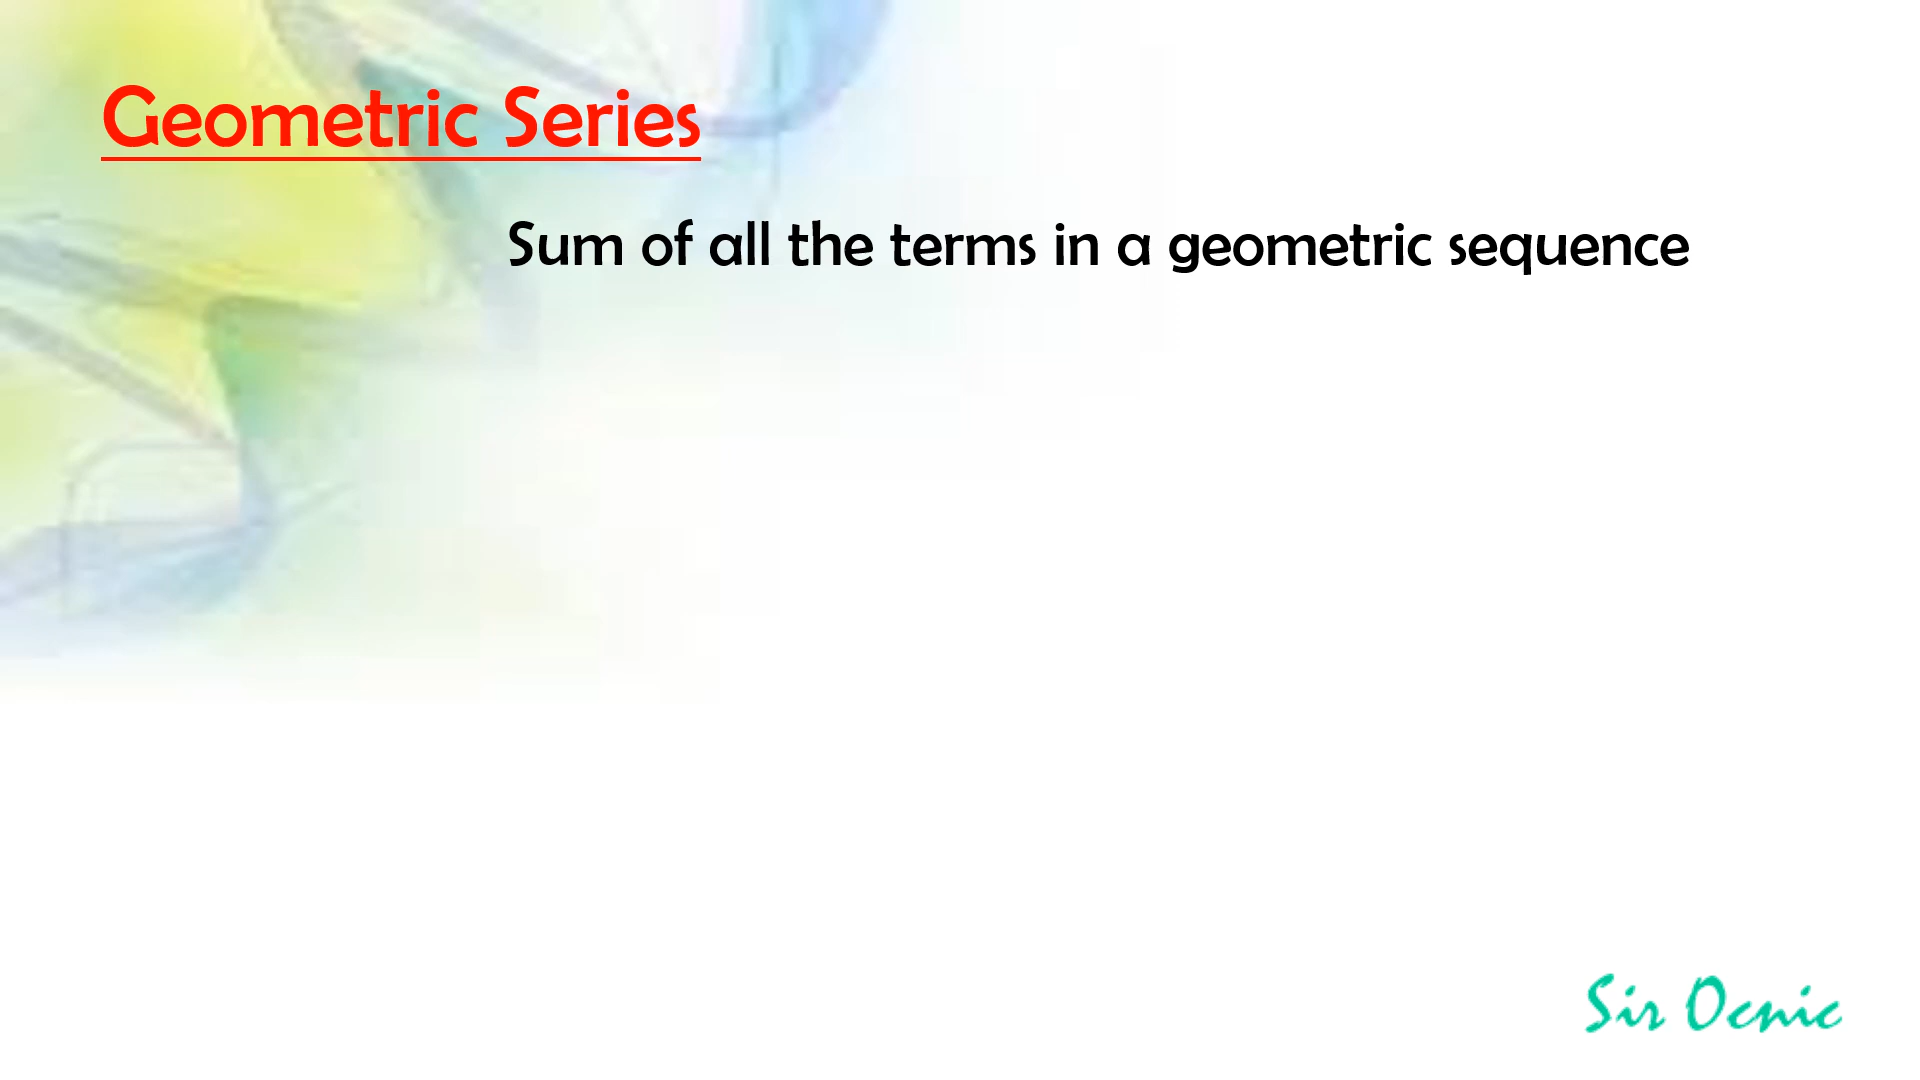 Geometric Series
Sum of all the terms in a geometric sequence
Sir Ocnic